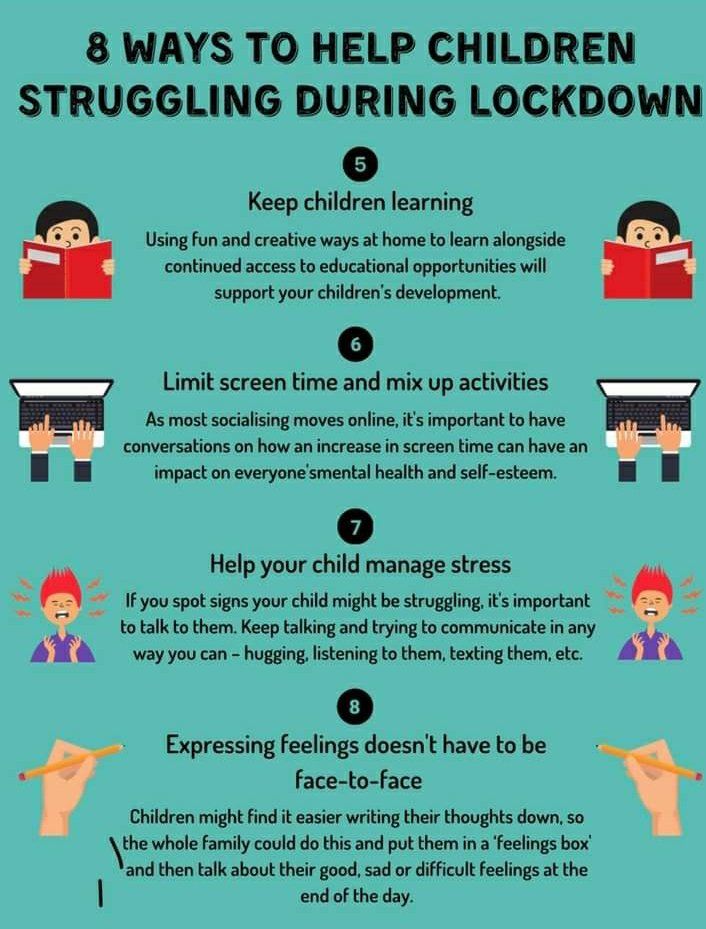 8 WAYS TO HELP CHILDREN
STRUGGLING DURING LOCKDOWN
5
Keep children learning
Using fun and creative ways at home to learn alongside
continued access to educational opportunities will
support your children's development.
6
Limit screen time and mix up activities
As most socialising moves online, it's important to have
conversations on how an increase in screen time can have an
impact on everyone'smental health and self-esteem.
7
Help your child manage stress
If you spot signs your child might be struggling, it's important
to talk to them. Keep talking and trying to communicate in any
way you can – hugging, listening to them, texting them, etc.
8
Expressing feelings doesn't have to be
face-to-face
Children might find it easier writing their thoughts down, so
the whole family could do this and put them in a 'feelings box'
and then talk about their good, sad or difficult feelings at the
end of the day.